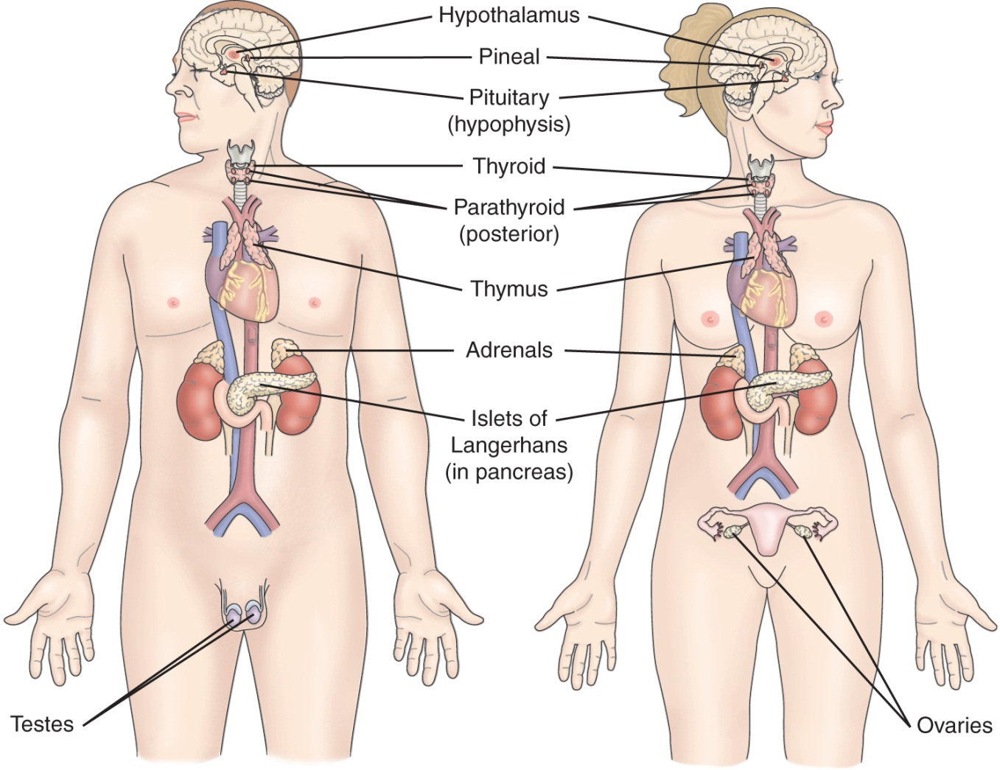 Hypothalamus
Pineal
Pituitary
(hypophysis)
Thyroid
Parathyroid
(posterior)
Thymus
Adrenals
Islets of
Langerhans
(in pancreas)
Testes
Ovaries